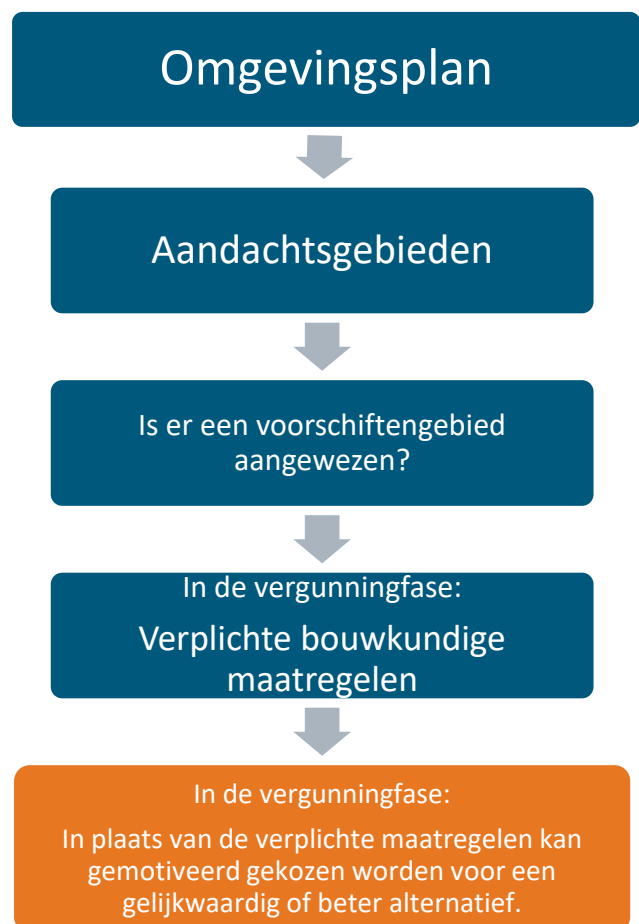 Omgevingsplan
Aandachtsgebieden
Is er een voorschiftengebied
aangewezen?
In de vergunningfase:
Verplichte bouwkundige
maatregelen
In de vergunningfase:
In plaats van de verplichte maatregelen kan
gemotiveerd gekozen worden voor een
gelijkwaardig of beter alternatief.